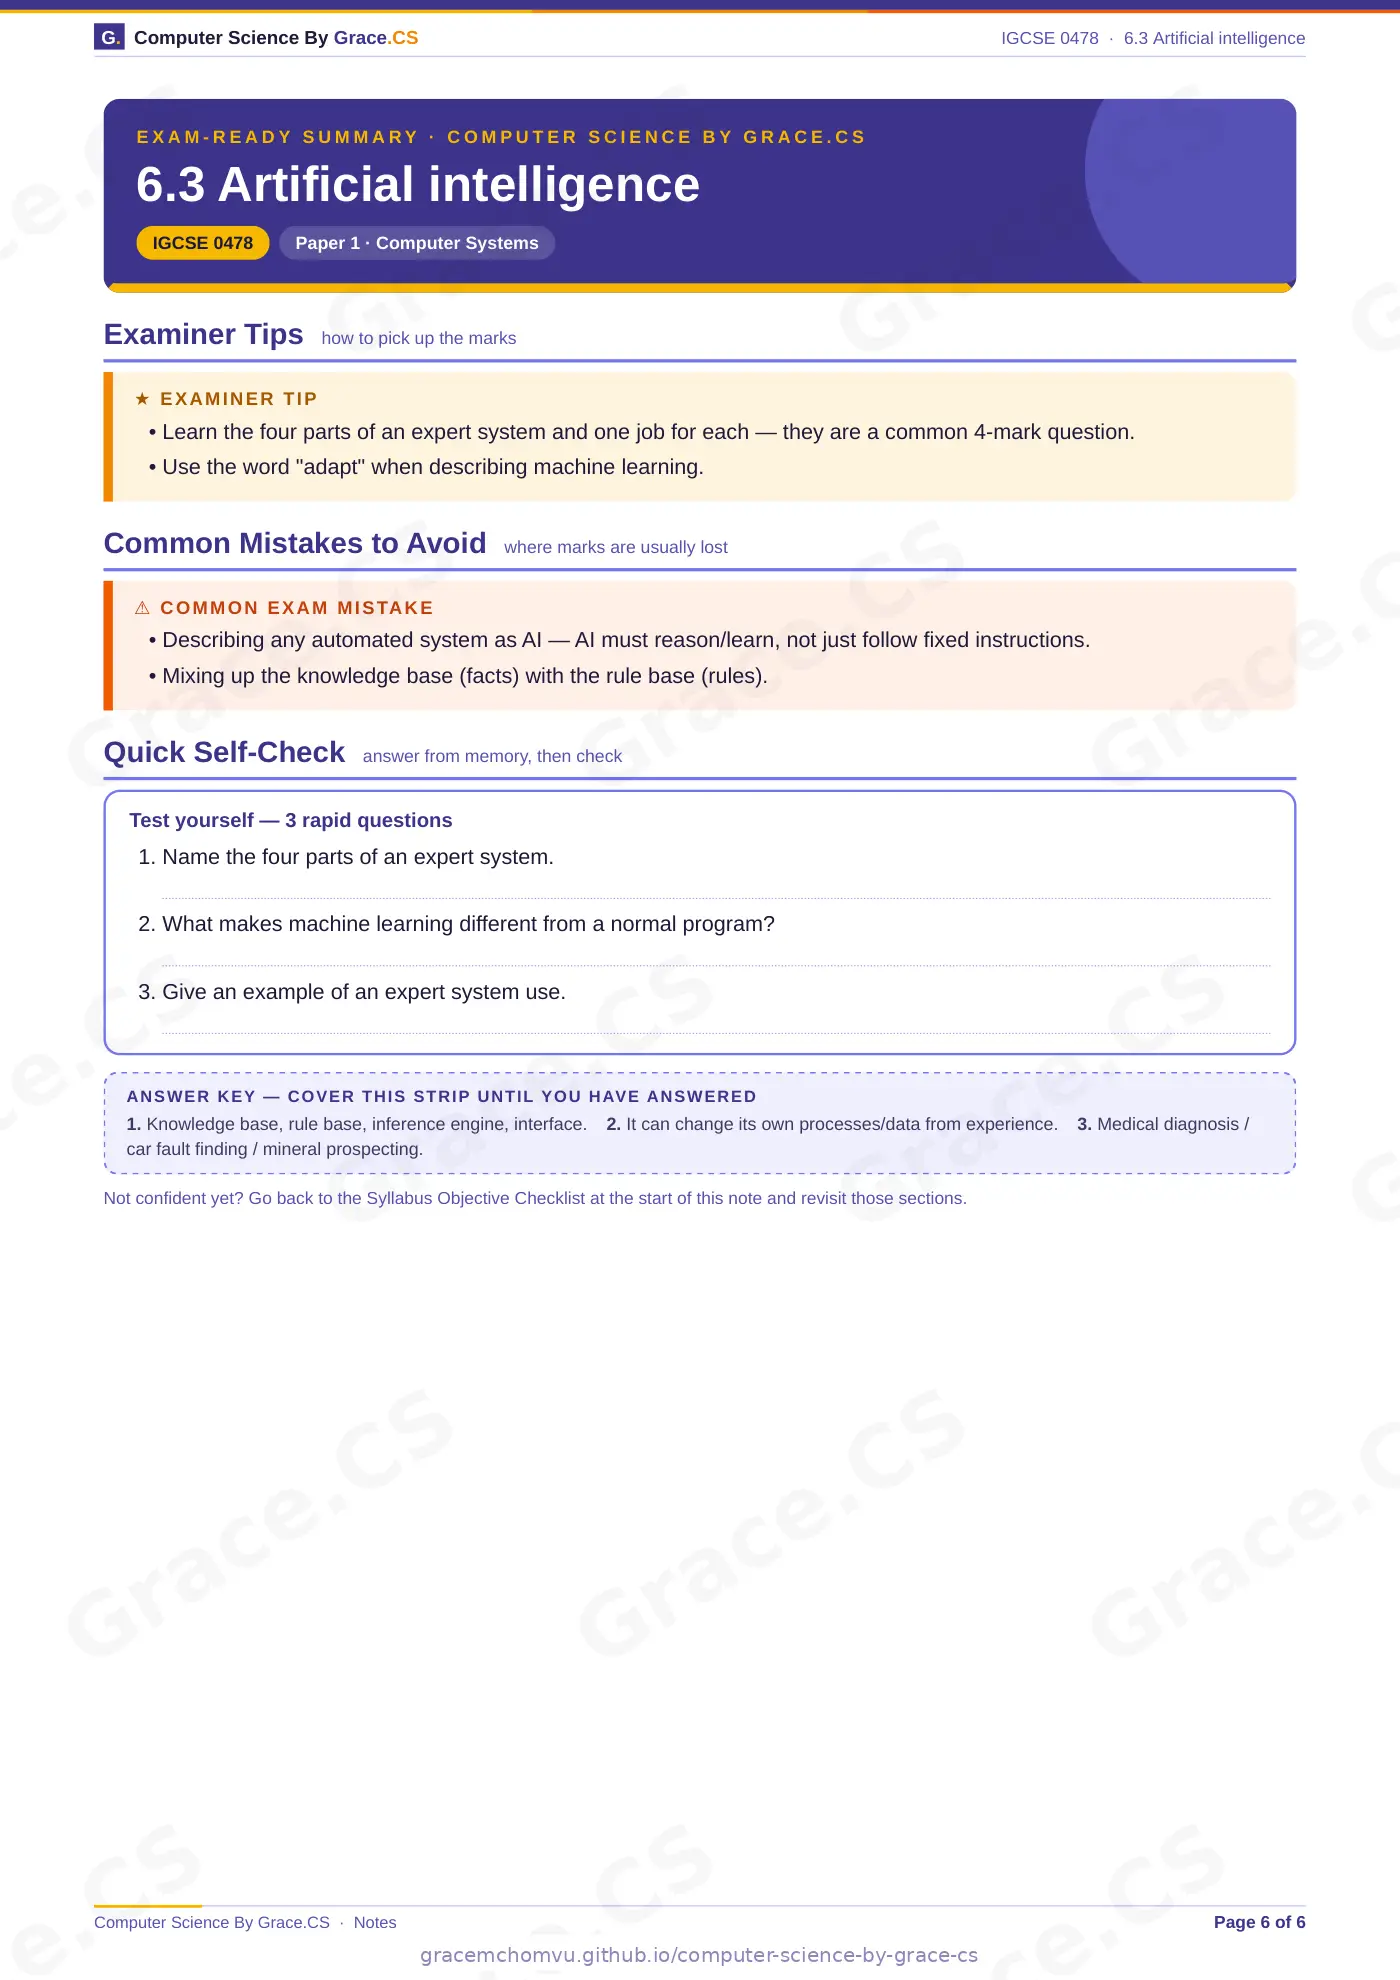 G. Computer Science By Grace.CS
IGCSE 0478 · 6.3 Artificial intelligence
EXAM-READY SUMMARY · COMPUTER SCIENCE BY GRACE.CS
6.3 Artificial intelligence
IGCSE 0478
Paper 1 · Computer Systems
Examiner Tips how to pick up the marks
★ EXAMINER TIP
• Learn the four parts of an expert system and one job for each — they are a common 4-mark question.
• Use the word "adapt" when describing machine learning.
Common Mistakes to Avoid where marks are usually lost
⚠ COMMON EXAM MISTAKE
• Describing any automated system as AI — AI must reason/learn, not just follow fixed instructions.
• Mixing up the knowledge base (facts) with the rule base (rules).
Quick Self-Check answer from memory, then check
Test yourself — 3 rapid questions
1. Name the four parts of an expert system.
2. What makes machine learning different from a normal program?
3. Give an example of an expert system use.
ANSWER KEY — COVER THIS STRIP UNTIL YOU HAVE ANSWERED
1. Knowledge base, rule base, inference engine, interface. 2. It can change its own processes/data from experience. 3. Medical diagnosis /
car fault finding / mineral prospecting.
Not confident yet? Go back to the Syllabus Objective Checklist at the start of this note and revisit those sections.
Computer Science By Grace.CS · Notes
Page 6 of 6
gracemchomvu.github.io/computer-science-by-grace-cs